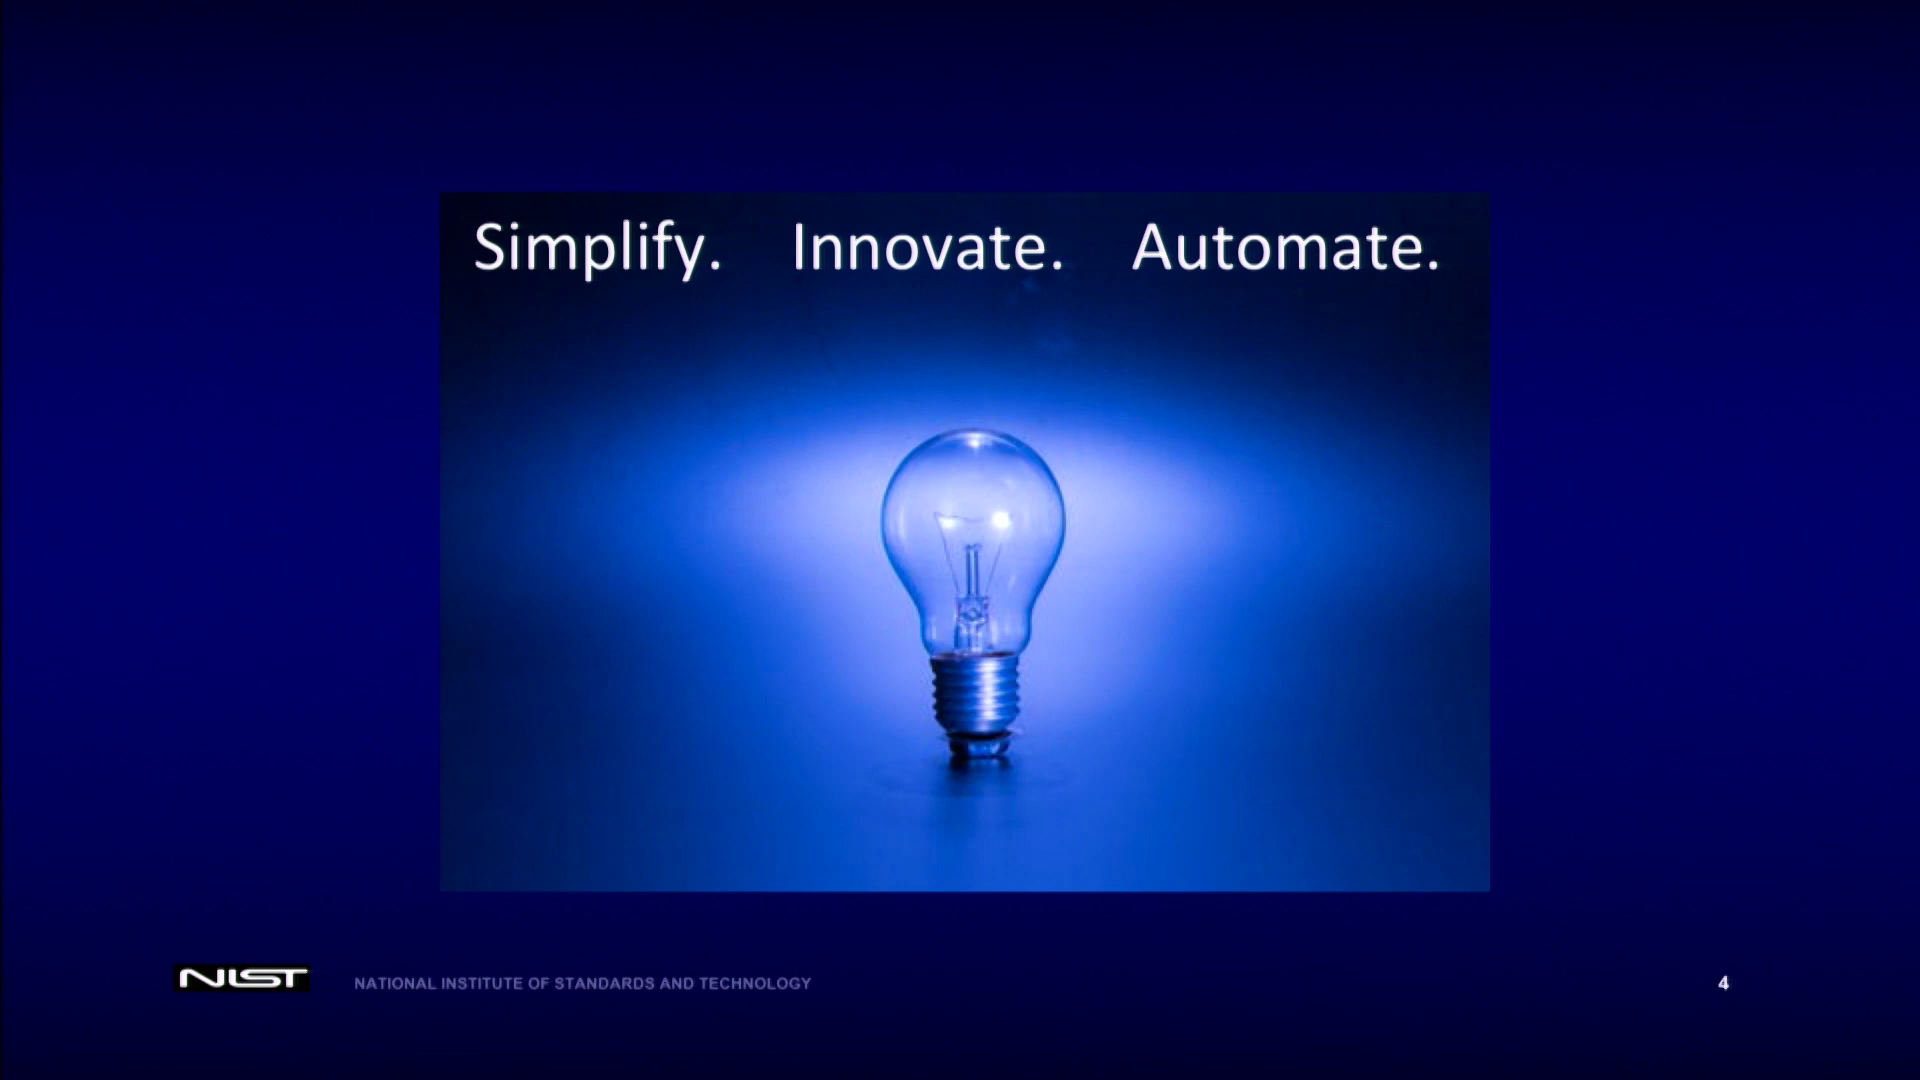 Simplify. Innovate. Automate.
NIST NATIONAL INSTITUTE OF STANDARDS AND TECHNOLOGY 4